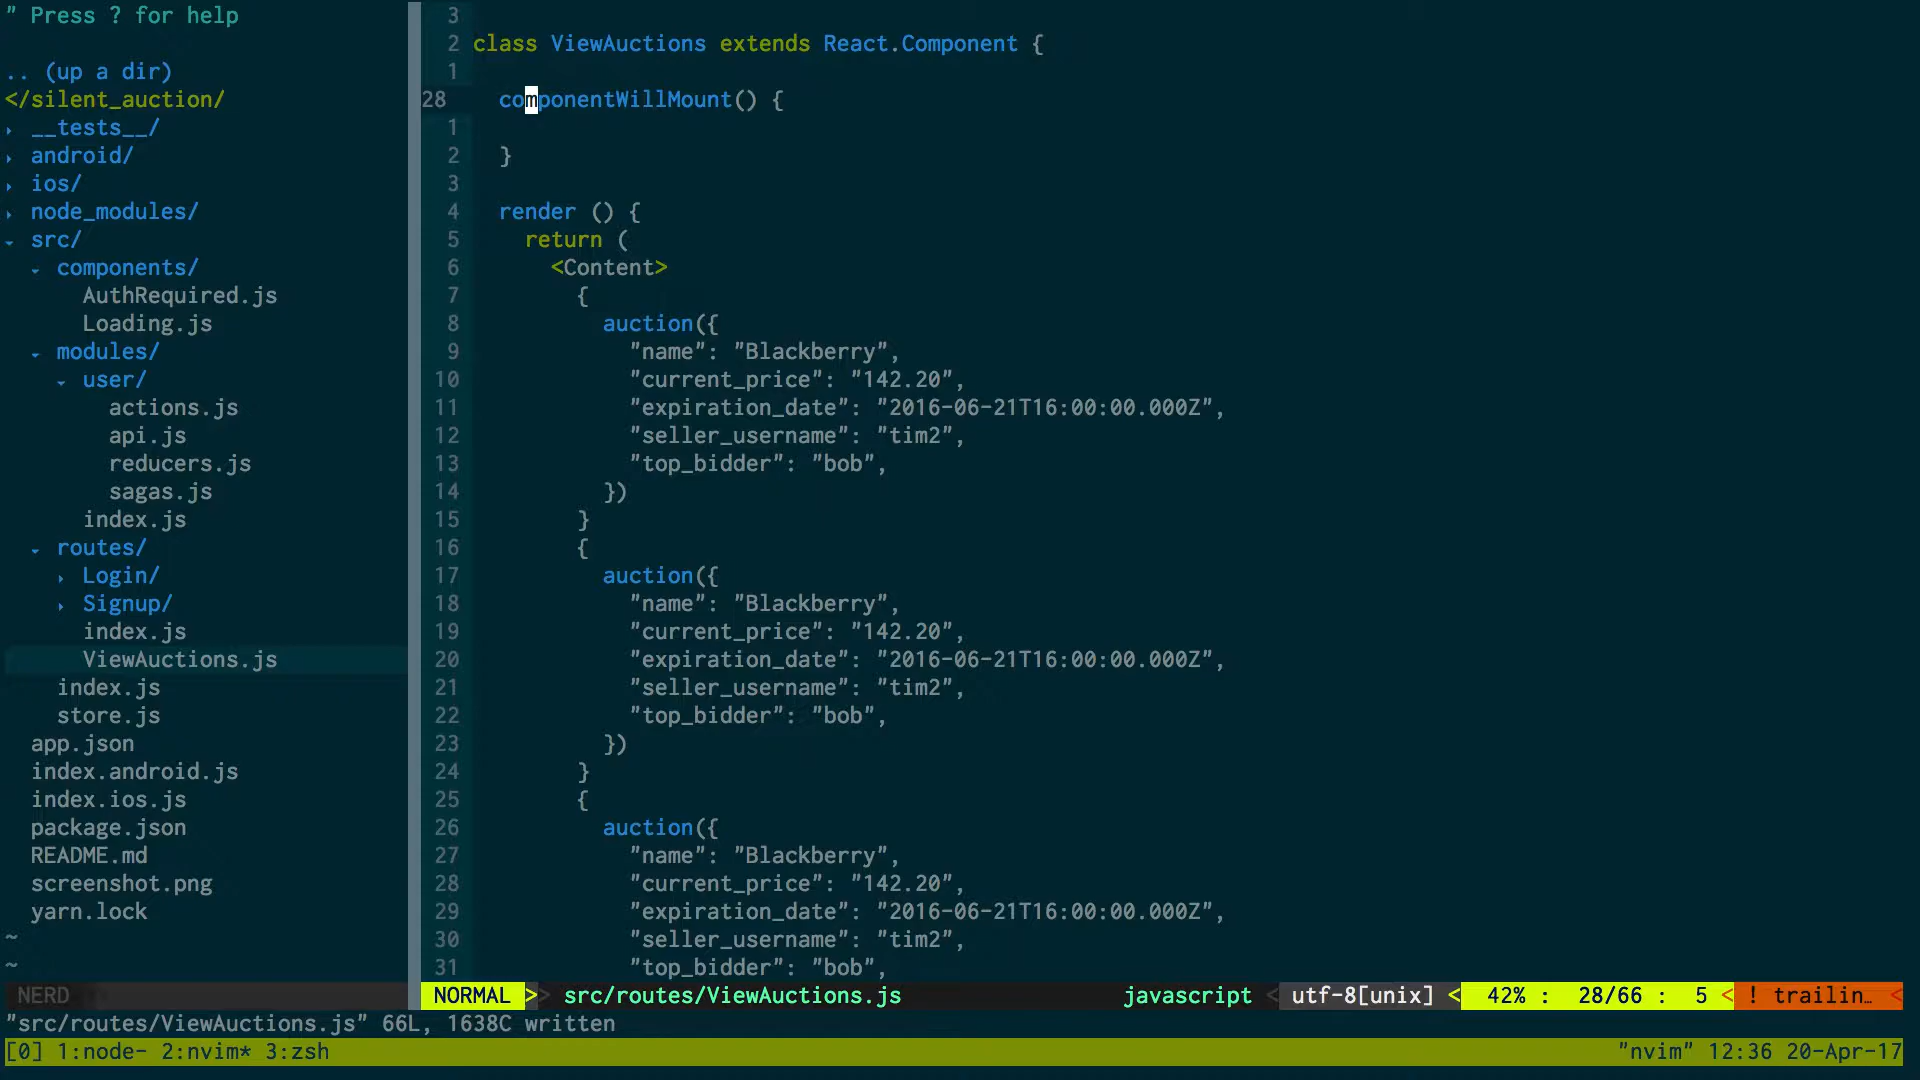 " Press ? for help
.. (up a dir)
</silent_auction/
▸ __tests__/
▸ android/
▸ ios/
▸ node_modules/
▾ src/
▾ components/
AuthRequired.js
Loading.js
▾ modules/
▾ user/
actions.js
api.js
reducers.js
sagas.js
index.js
▾ routes/
▸ Login/
▸ Signup/
index.js
ViewAuctions.js
index.js
store.js
app.json
index.android.js
index.ios.js
package.json
README.md
screenshot.png
yarn.lock
~
~
NERD
3
2 class ViewAuctions extends React.Component {
1
28 componentWillMount() {
1
2 }
3
4 render () {
5 return (
6 <Content>
7 {
8 auction({
9 "name": "Blackberry",
10 "current_price": "142.20",
11 "expiration_date": "2016-06-21T16:00:00.000Z",
12 "seller_username": "tim2",
13 "top_bidder": "bob",
14 })
15 }
16 {
17 auction({
18 "name": "Blackberry",
19 "current_price": "142.20",
20 "expiration_date": "2016-06-21T16:00:00.000Z",
21 "seller_username": "tim2",
22 "top_bidder": "bob",
23 })
24 }
25 {
26 auction({
27 "name": "Blackberry",
28 "current_price": "142.20",
29 "expiration_date": "2016-06-21T16:00:00.000Z",
30 "seller_username": "tim2",
31 "top_bidder": "bob",
NORMAL >> src/routes/ViewAuctions.js javascript < utf-8[unix] < 42% : 28/66 : 5 < ! trailin… <
"src/routes/ViewAuctions.js" 66L, 1638C written
[0] 1:node- 2:nvim* 3:zsh "nvim" 12:36 20-Apr-17